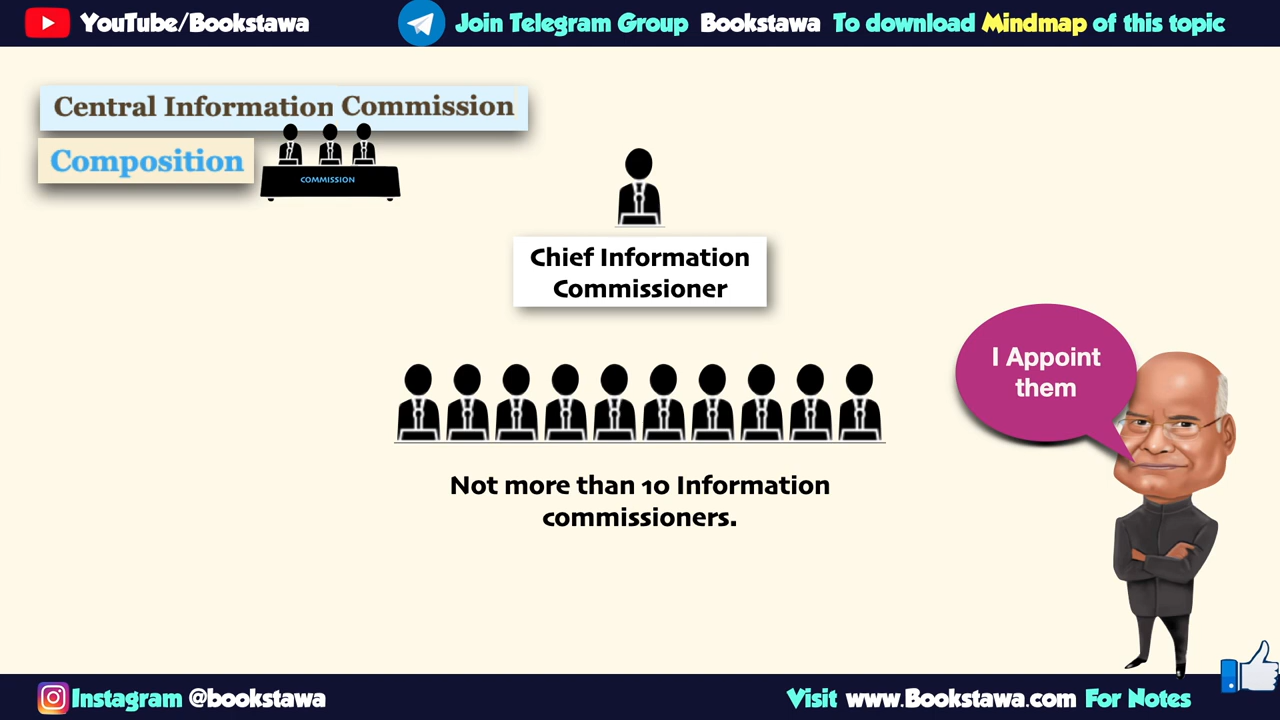 YouTube/Bookstawa
Join Telegram Group Bookstawa To download Mindmap of this topic
Central Information Commission
Composition
COMMISSION
Chief Information
Commissioner
I Appoint
them
Not more than 10 Information
commissioners.
Instagram @bookstawa
Visit www.Bookstawa.com For Notes